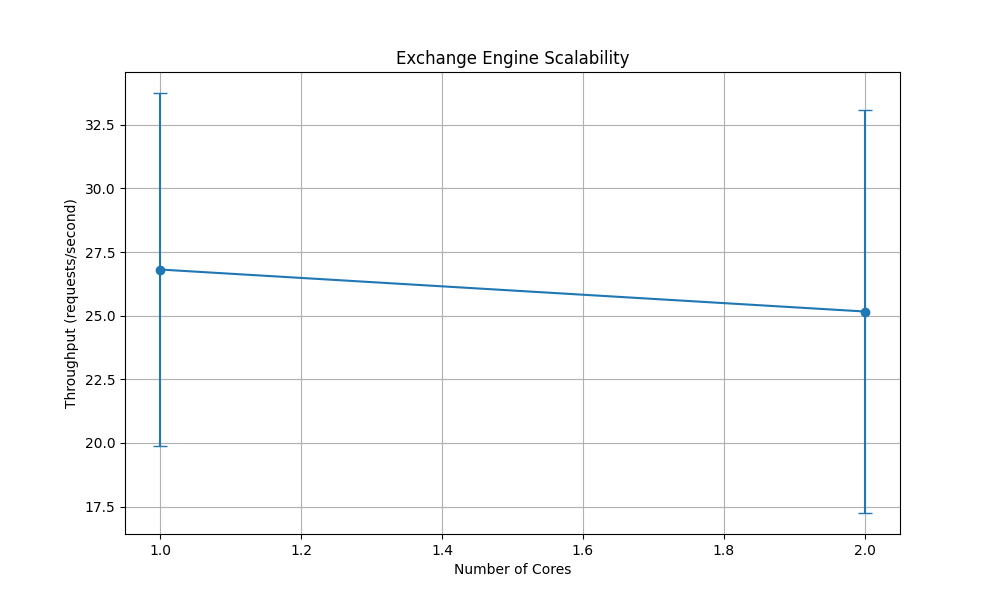 Exchange Engine Scalability
Throughput (requests/second)
32.5
30.0
27.5
25.0
22.5
20.0
17.5
1.0 1.2 1.4 1.6 1.8 2.0
Number of Cores